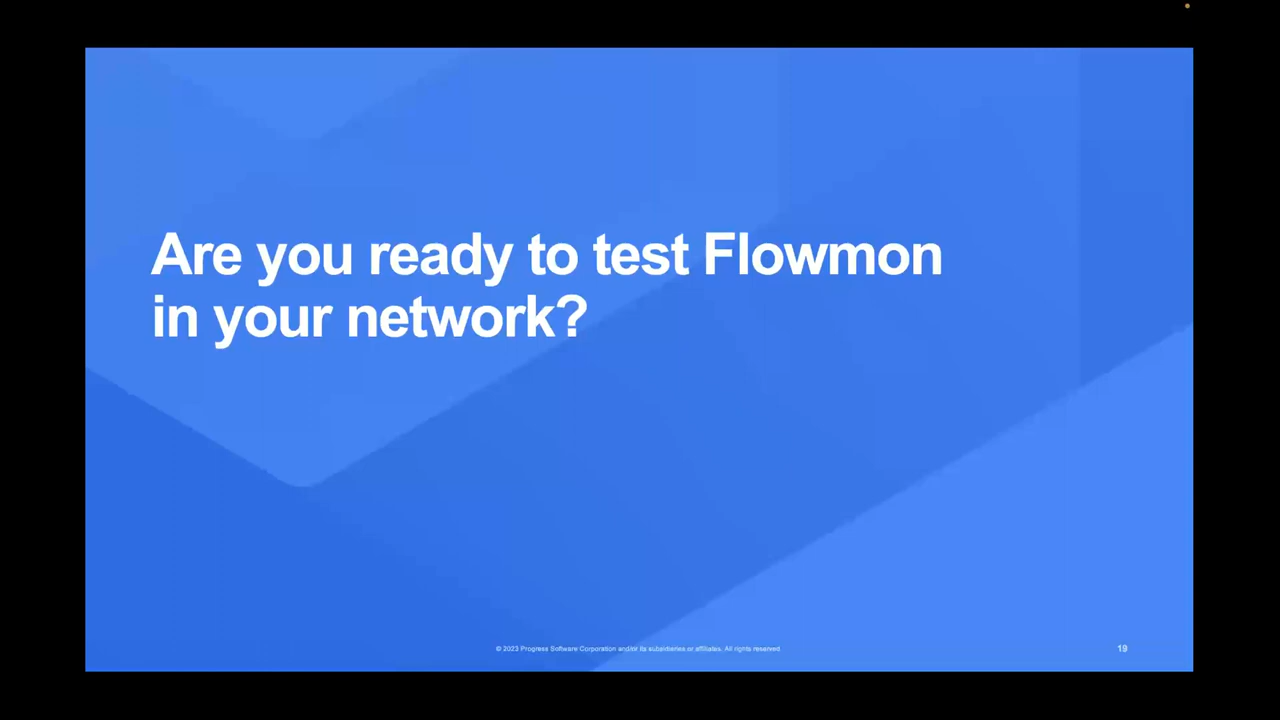 Are you ready to test Flowmon
in your network?
© 2023 Progress Software Corporation and/or its subsidiaries or affiliates. All rights reserved
19